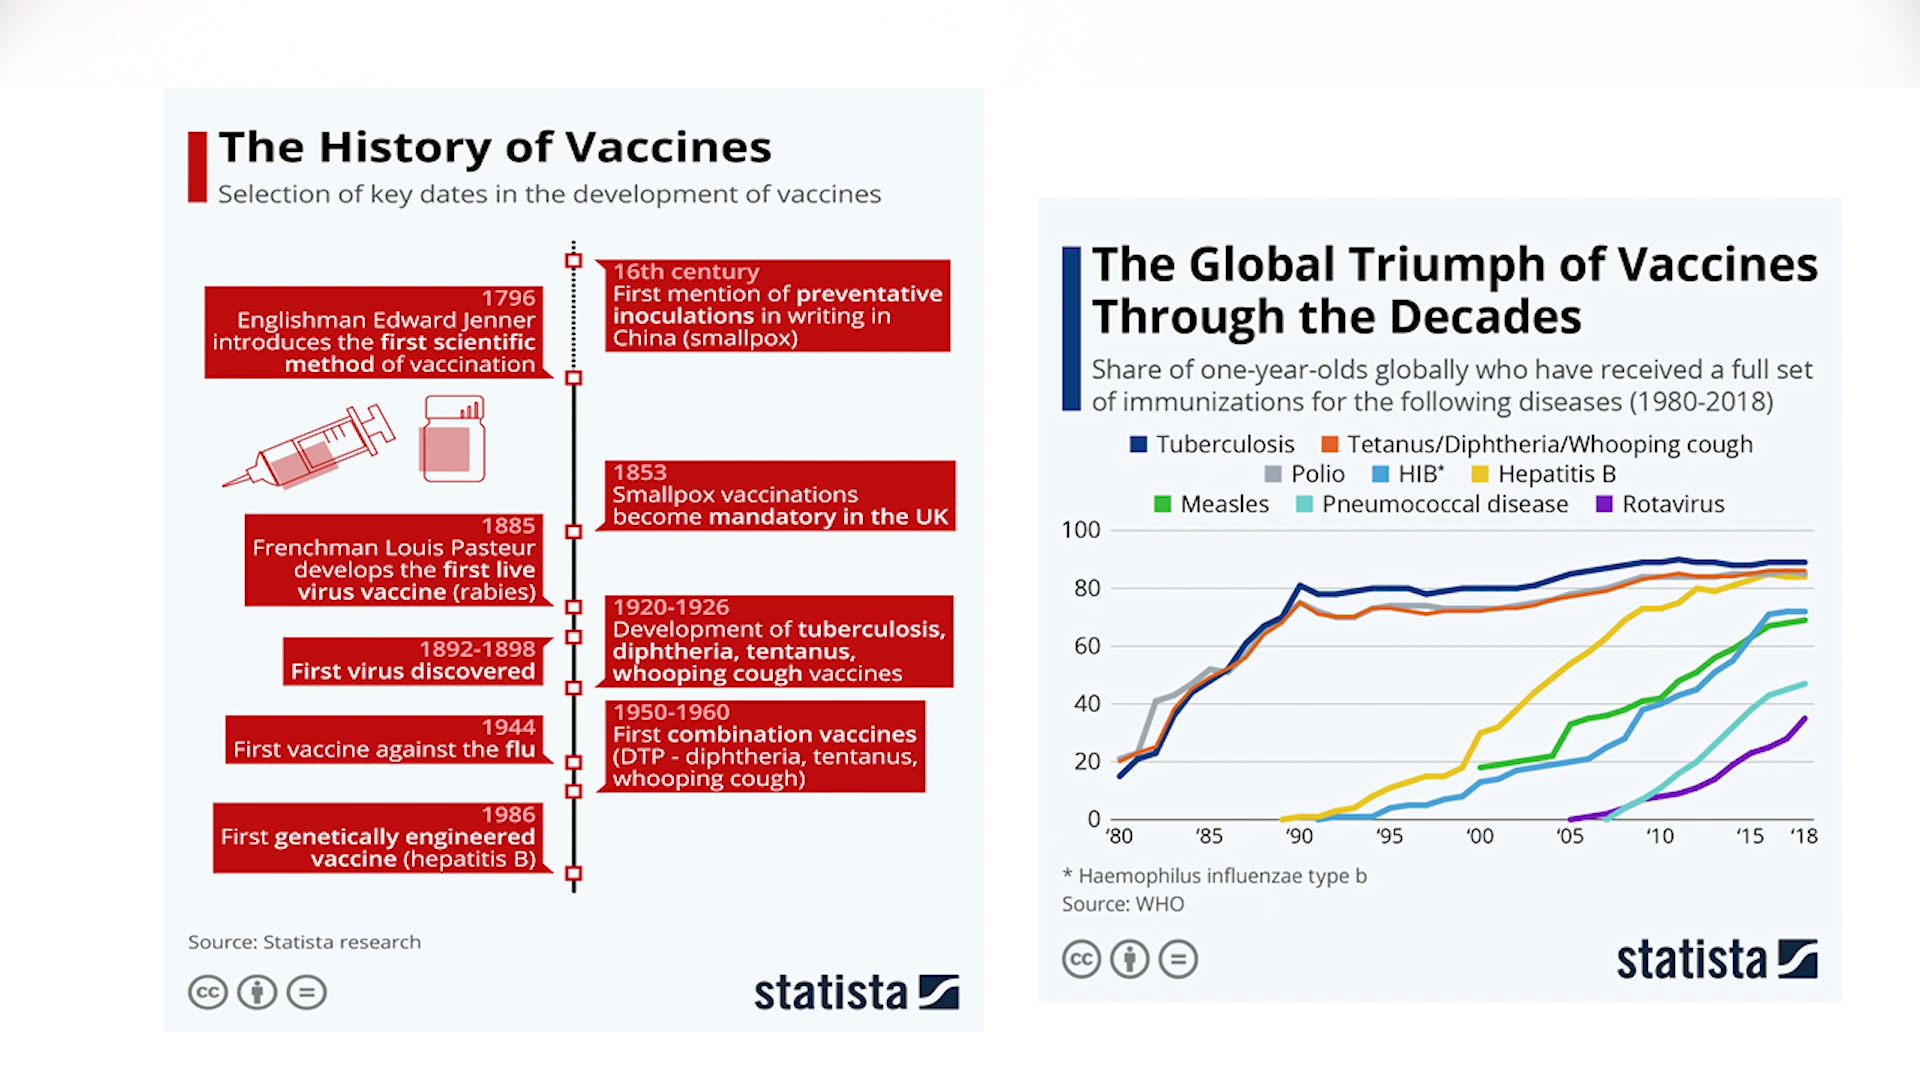 The History of Vaccines
Selection of key dates in the development of vaccines
16th century
First mention of preventative
inoculations in writing in
China (smallpox)
1796
Englishman Edward Jenner
introduces the first scientific
method of vaccination
1853
Smallpox vaccinations
become mandatory in the UK
1885
Frenchman Louis Pasteur
develops the first live
virus vaccine (rabies)
1892-1898
First virus discovered
1920-1926
Development of tuberculosis,
diphtheria, tentanus,
whooping cough vaccines
1944
First vaccine against the flu
1950-1960
First combination vaccines
(DTP - diphtheria, tentanus,
whooping cough)
1986
First genetically engineered
vaccine (hepatitis B)
Source: Statista research
cc
statista
The Global Triumph of Vaccines
Through the Decades
Share of one-year-olds globally who have received a full set
of immunizations for the following diseases (1980-2018)
Tuberculosis Tetanus/Diphtheria/Whooping cough
Polio HIB* Hepatitis B
Measles Pneumococcal disease Rotavirus
100
80
60
40
20
0
‘80 ‘85 ‘90 ‘95 ‘00 ‘05 ‘10 ‘15 ‘18
* Haemophilus influenzae type b
Source: WHO
cc
statista